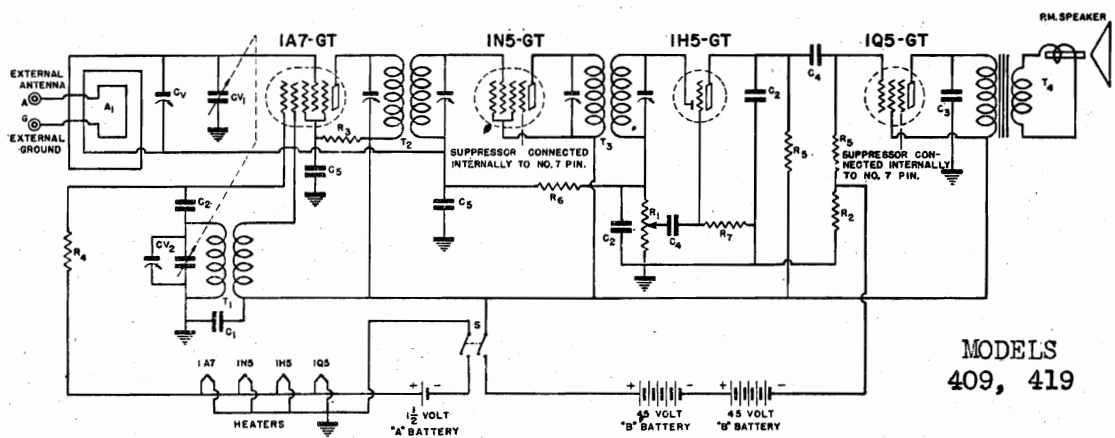 P.M. SPEAKER
1A7-GT
1N5-GT
1H5-GT
1Q5-GT
EXTERNAL
ANTENNA
A
G
EXTERNAL
GROUND
A1
CV
CV1
R3
T2
C5
SUPPRESSOR CONNECTED
INTERNALLY TO NO. 7 PIN.
T3
C2
C4
R5
R5
SUPPRESSOR CON-
NECTED INTERNALLY
TO NO. 7 PIN.
C3
T4
C2
CV2
R4
T1
C1
C5
R6
C2
R1
C4
R7
R2
S
1A7
1N5
1H5
1Q5
HEATERS
+ -
1 1/2 VOLT
"A" BATTERY
+ -
45 VOLT
"B" BATTERY
+ -
45 VOLT
"B" BATTERY
MODELS
409, 419